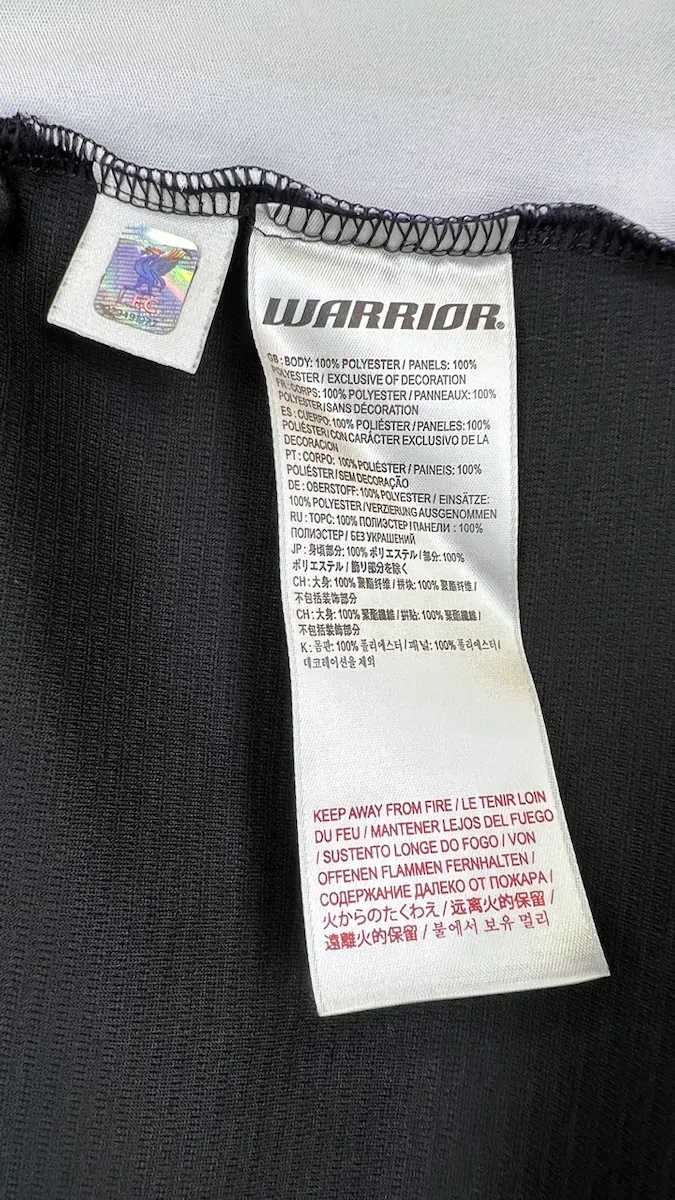 LFC
WARRIOR®
GB: BODY: 100% POLYESTER / PANELS: 100%
POLYESTER / EXCLUSIVE OF DECORATION
FR: CORPS: 100% POLYESTER / PANNEAUX: 100%
POLYESTER/SANS DÉCORATION
ES: CUERPO: 100% POLIÉSTER / PANELES: 100%
POLIÉSTER/CON CARÁCTER EXCLUSIVO DE LA
DECORACION
PT: CORPO: 100% POLIÉSTER / PAINEIS: 100%
POLIÉSTER/SEM DECORAÇÃO
DE: OBERSTOFF: 100% POLYESTER / EINSÄTZE:
100% POLYESTER /VERZIERUNG AUSGENOMMEN
RU: ТОРС: 100% ПОЛИЭСТЕР / ПАНЕЛИ : 100%
ПОЛИЭСТЕР / БЕЗ УКРАШЕНИЙ
JP: 身頃部分: 100% ポリエステル / 部分: 100%
ポリエステル / 飾り部分を除く
CH: 大身: 100% 聚酯纤维 / 拼块: 100% 聚酯纤维 /
不包括装饰部分
CH: 大身: 100% 聚酯纖維 / 拼貼: 100% 聚酯纖維 /
不包括裝飾部分
K: 몸판: 100% 폴리에스터 / 패널: 100% 폴리에스터 /
데코레이션을 제외
KEEP AWAY FROM FIRE / LE TENIR LOIN
DU FEU / MANTENER LEJOS DEL FUEGO
/ SUSTENTO LONGE DO FOGO / VON
OFFENEN FLAMMEN FERNHALTEN /
СОДЕРЖАНИЕ ДАЛЕКО ОТ ПОЖАРА /
火からのたくわえ / 远离火的保留 /
遠離火的保留 / 불에서 보유 멀리